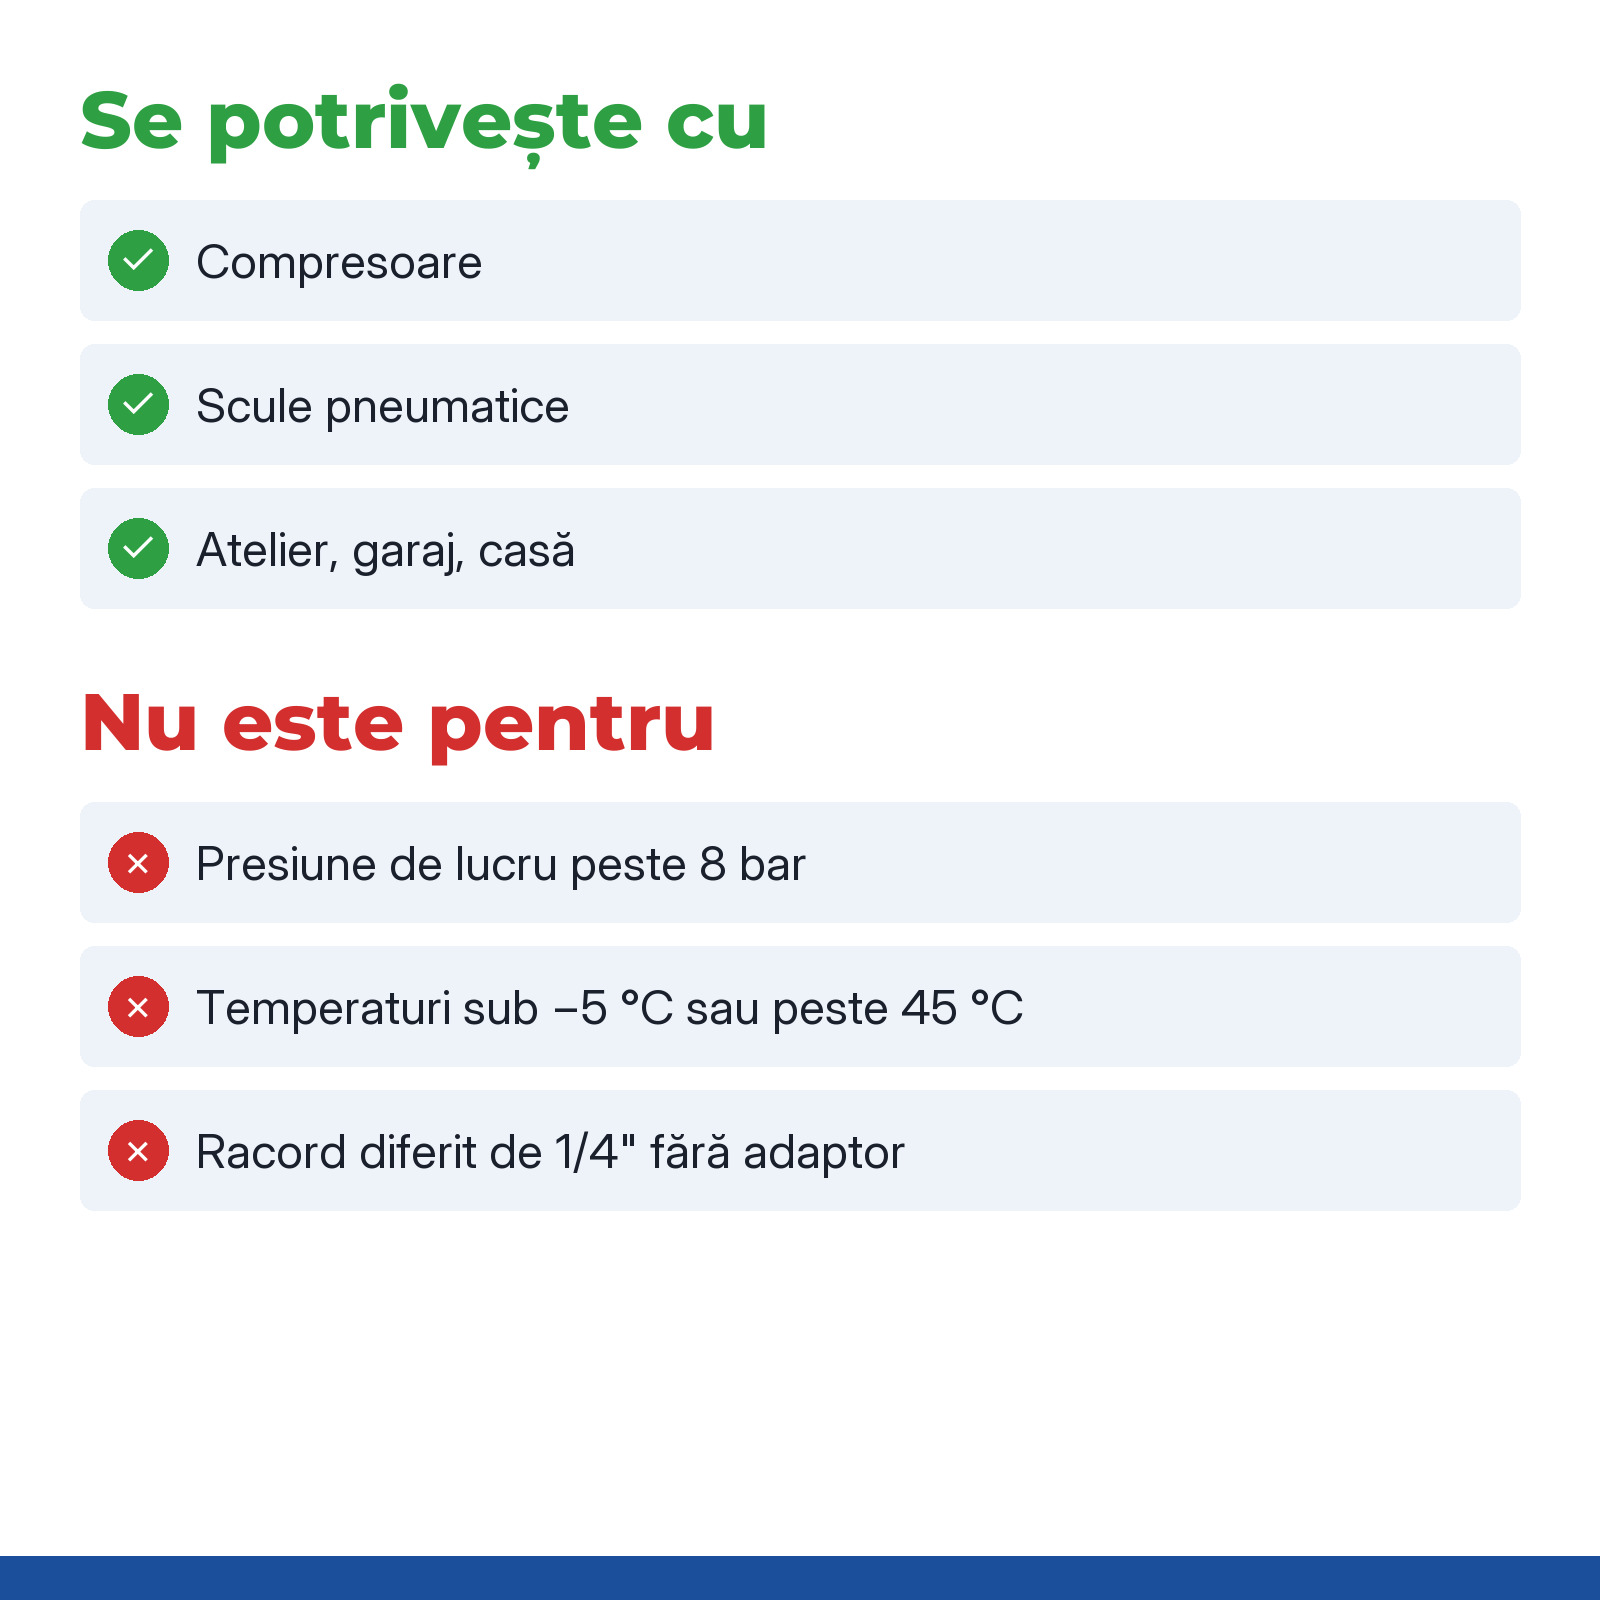 Se potrivește cu
Compresoare
Scule pneumatice
Atelier, garaj, casă
Nu este pentru
Presiune de lucru peste 8 bar
Temperaturi sub −5 °C sau peste 45 °C
Racord diferit de 1/4" fără adaptor